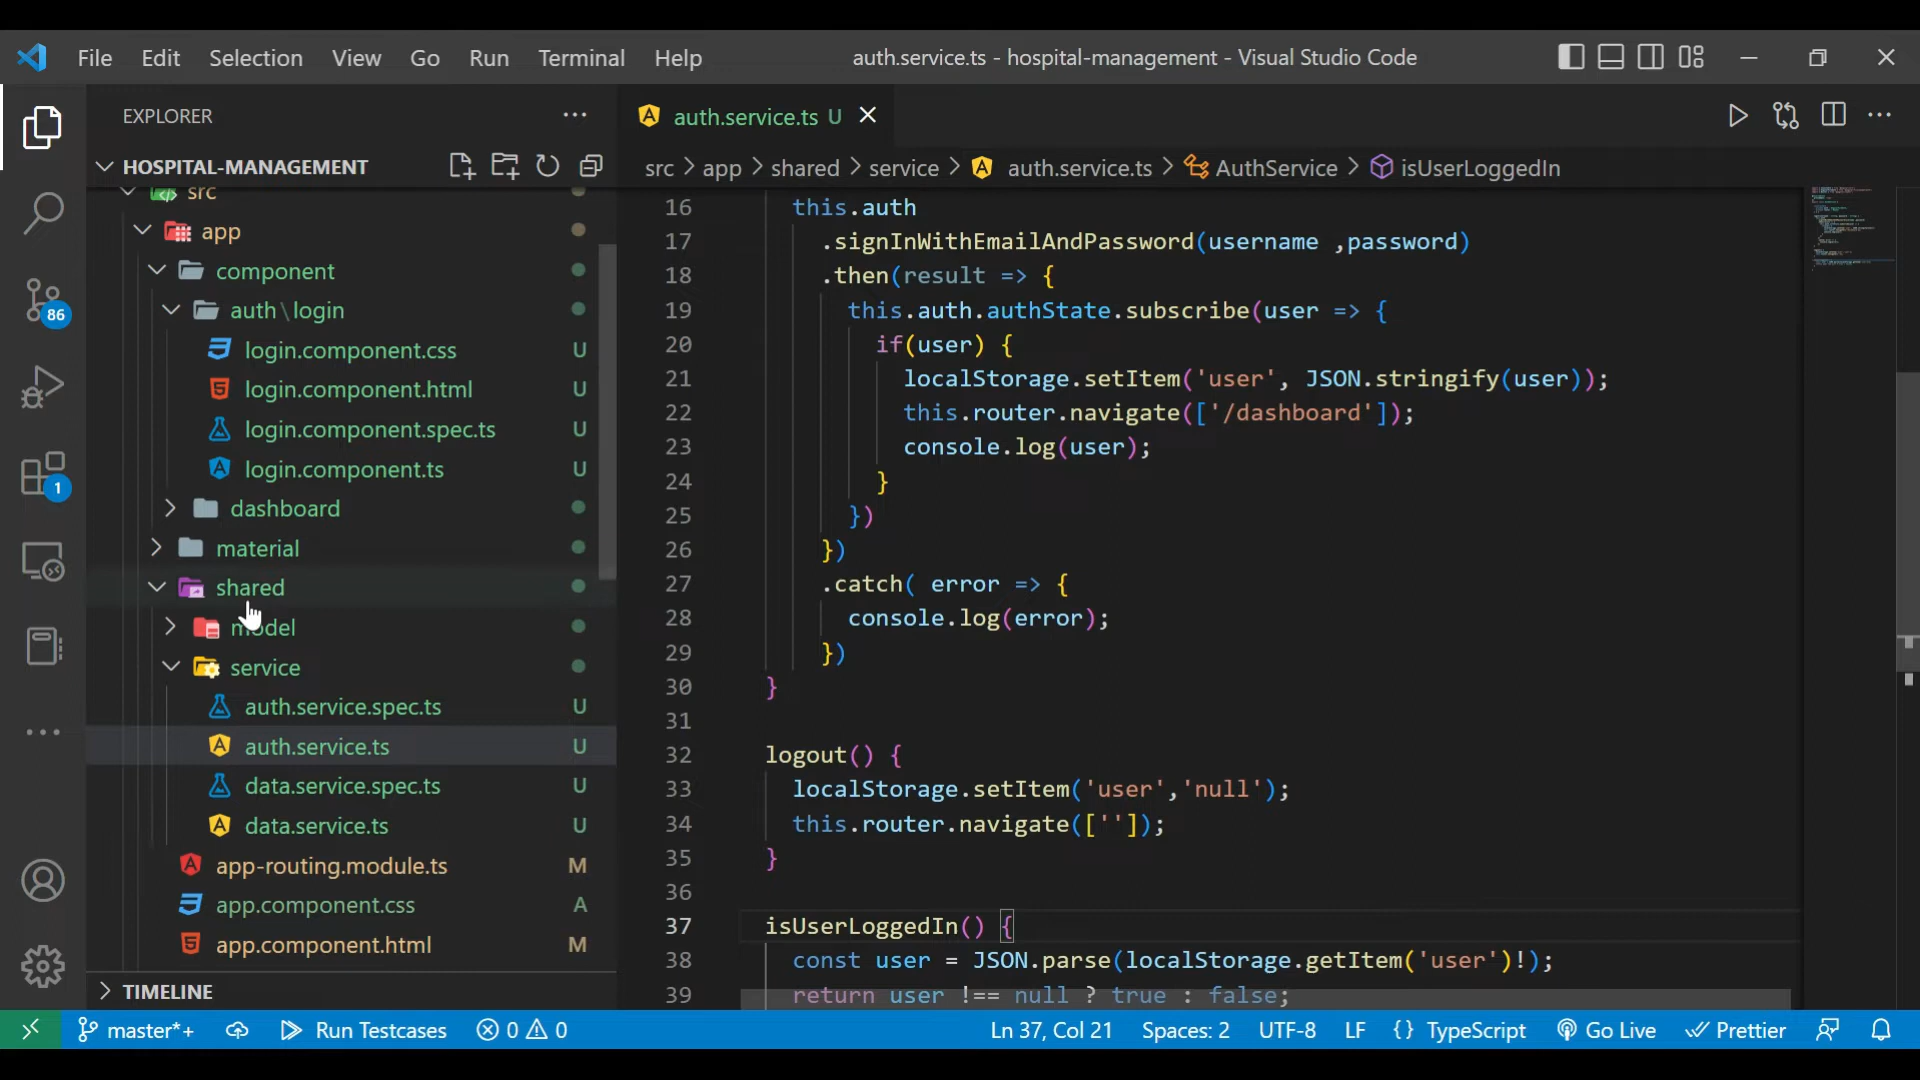 File Edit Selection View Go Run Terminal Help auth.service.ts - hospital-management - Visual Studio Code
EXPLORER
HOSPITAL-MANAGEMENT
src
app
component
auth\login
login.component.css U
login.component.html U
login.component.spec.ts U
login.component.ts U
dashboard
material
shared
model
service
auth.service.spec.ts U
auth.service.ts U
data.service.spec.ts U
data.service.ts U
app-routing.module.ts M
app.component.css A
app.component.html M
TIMELINE
86
1
auth.service.ts U
src > app > shared > service > auth.service.ts > AuthService > isUserLoggedIn
16 this.auth
17 .signInWithEmailAndPassword(username ,password)
18 .then(result => {
19 this.auth.authState.subscribe(user => {
20 if(user) {
21 localStorage.setItem('user', JSON.stringify(user));
22 this.router.navigate(['/dashboard']);
23 console.log(user);
24 }
25 })
26 })
27 .catch( error => {
28 console.log(error);
29 })
30 }
31
32 logout() {
33 localStorage.setItem('user','null');
34 this.router.navigate(['']);
35 }
36
37 isUserLoggedIn() {
38 const user = JSON.parse(localStorage.getItem('user')!);
39 return user !== null ? true : false;
master*+ Run Testcases 0 0 Ln 37, Col 21 Spaces: 2 UTF-8 LF {} TypeScript Go Live Prettier